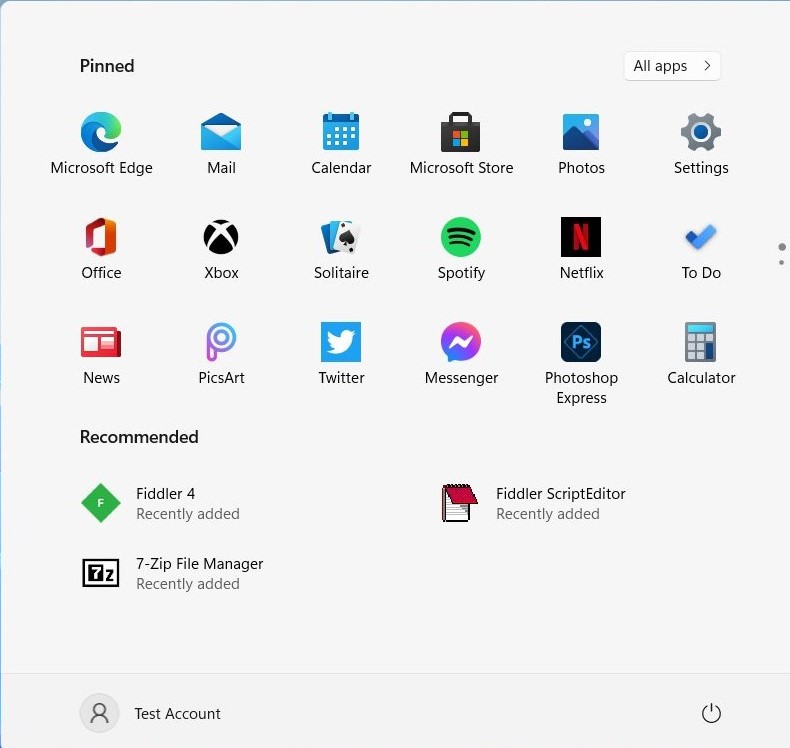 Pinned
All apps
Microsoft Edge
Mail
Calendar
Microsoft Store
Photos
Settings
Office
Xbox
Solitaire
Spotify
N
Netflix
To Do
News
PicsArt
Twitter
Messenger
Ps
Photoshop
Express
Calculator
Recommended
F
Fiddler 4
Recently added
Fiddler ScriptEditor
Recently added
7z
7-Zip File Manager
Recently added
Test Account